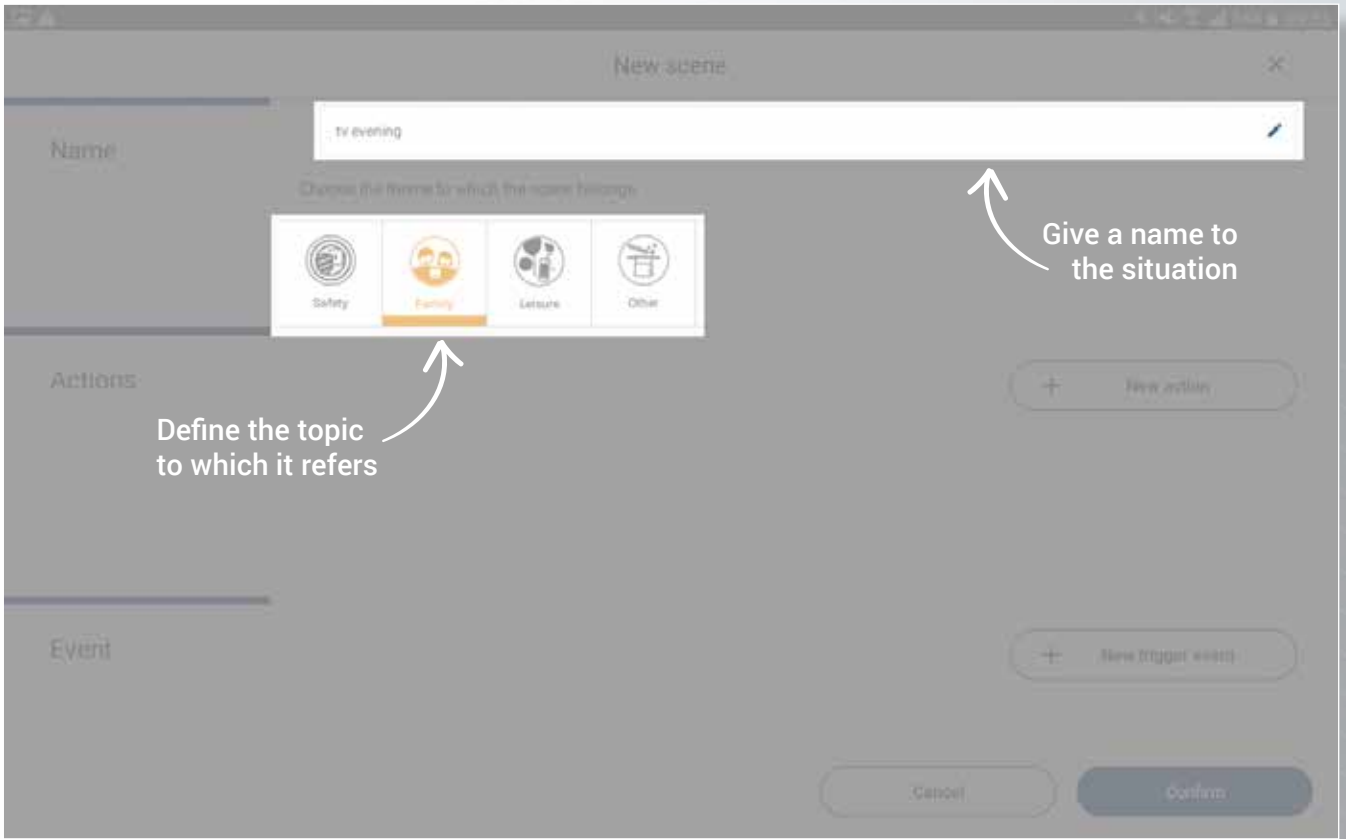 New scene
Name
tv evening
Choose the theme to which the scene belongs
Give a name to
the situation
Safety
Family
Leisure
Other
Actions
New action
Define the topic
to which it refers
Event
New trigger event
Cancel
Confirm